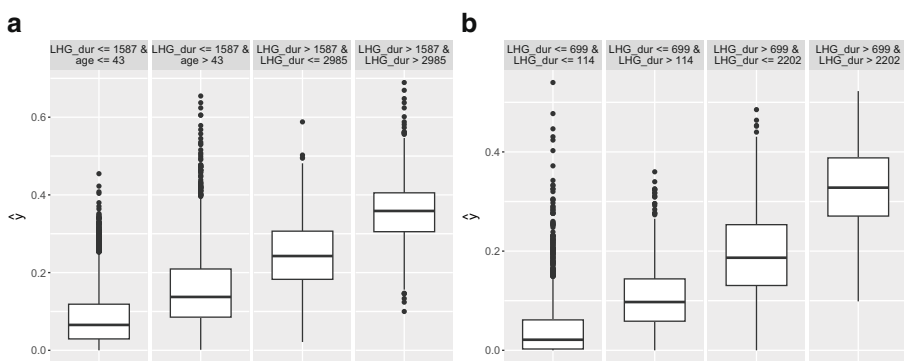 a
LHG_dur <= 1587 &
age <= 43
LHG_dur <= 1587 &
age > 43
LHG_dur > 1587 &
LHG_dur <= 2985
LHG_dur > 1587 &
LHG_dur > 2985
0.6
0.4
0.2
0.0
ŷ
b
LHG_dur <= 699 &
LHG_dur <= 114
LHG_dur <= 699 &
LHG_dur > 114
LHG_dur > 699 &
LHG_dur <= 2202
LHG_dur > 699 &
LHG_dur > 2202
0.4
0.2
0.0
ŷ